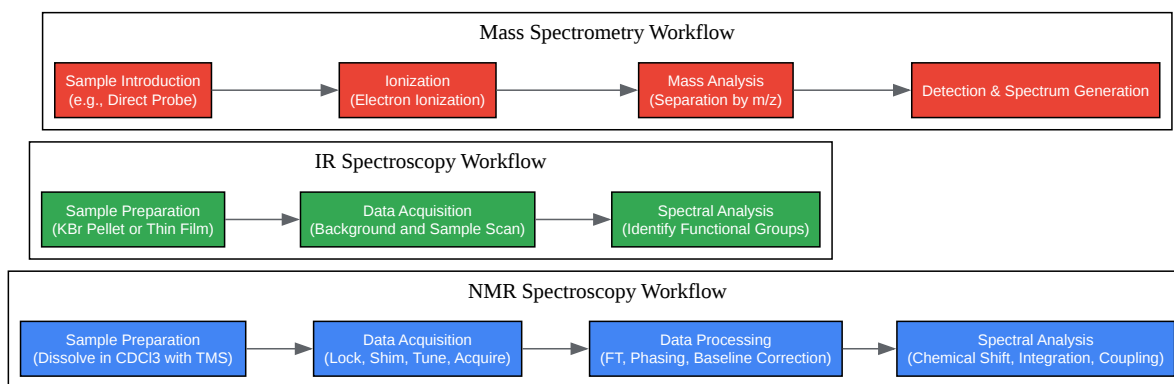 Mass Spectrometry Workflow
Sample Introduction
(e.g., Direct Probe)
Ionization
(Electron Ionization)
Mass Analysis
(Separation by m/z)
Detection & Spectrum Generation
IR Spectroscopy Workflow
Sample Preparation
(KBr Pellet or Thin Film)
Data Acquisition
(Background and Sample Scan)
Spectral Analysis
(Identify Functional Groups)
NMR Spectroscopy Workflow
Sample Preparation
(Dissolve in CDCl3 with TMS)
Data Acquisition
(Lock, Shim, Tune, Acquire)
Data Processing
(FT, Phasing, Baseline Correction)
Spectral Analysis
(Chemical Shift, Integration, Coupling)